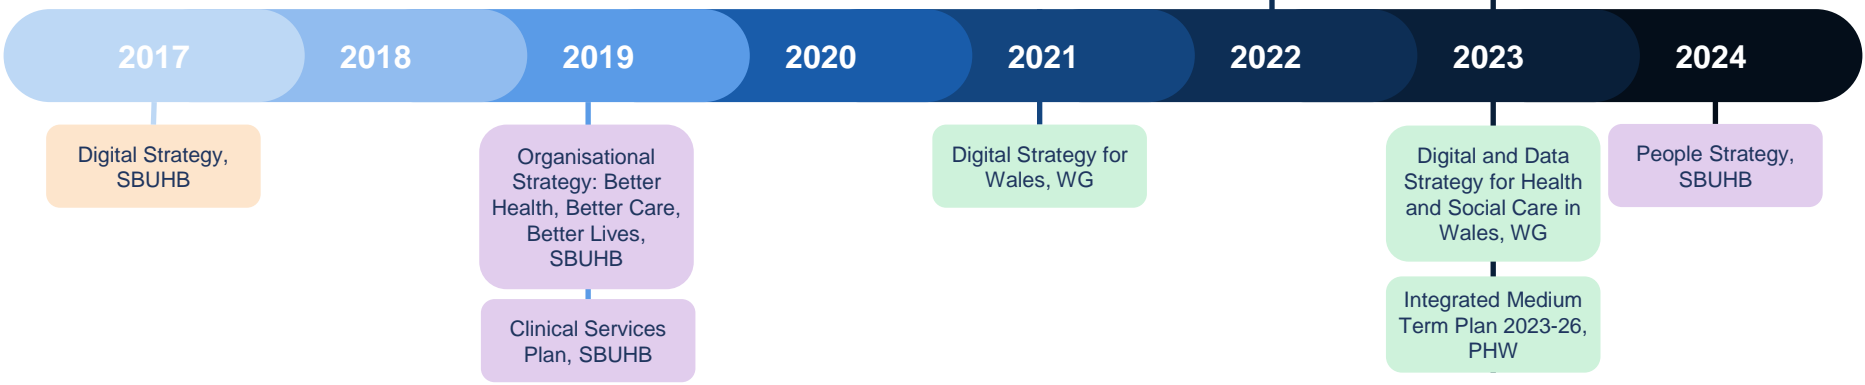 2017
2018
2019
2020
2021
2022
2023
2024
Digital Strategy,
SBUHB
Organisational
Strategy: Better
Health, Better Care,
Better Lives,
SBUHB
Clinical Services
Plan, SBUHB
Digital Strategy for
Wales, WG
Digital and Data
Strategy for Health
and Social Care in
Wales, WG
Integrated Medium
Term Plan 2023-26,
PHW
People Strategy,
SBUHB